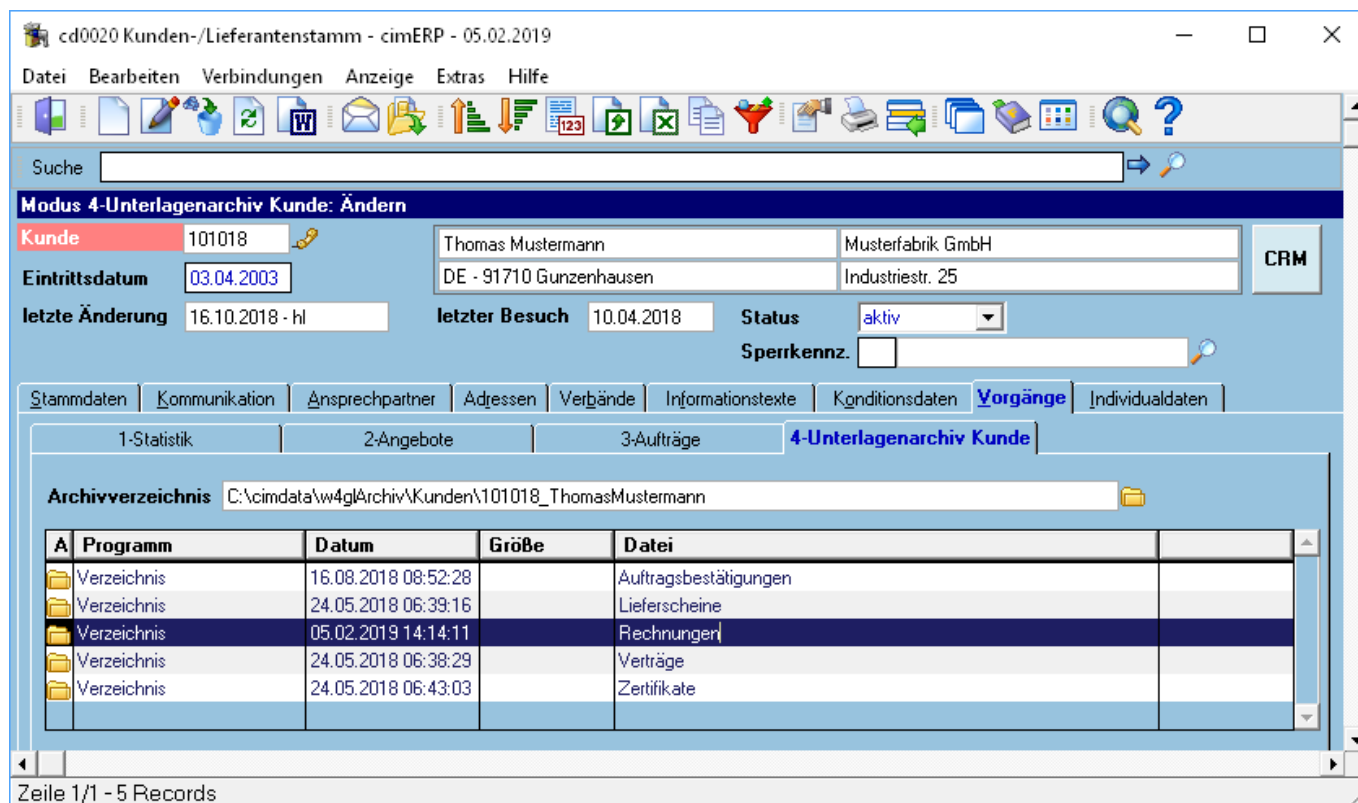 cd0020 Kunden-/Lieferantenstamm - cimERP - 05.02.2019
Datei Bearbeiten Verbindungen Anzeige Extras Hilfe
W 123 ?
Suche
Modus 4-Unterlagenarchiv Kunde: Ändern
Kunde 101018 Thomas Mustermann Musterfabrik GmbH CRM
Eintrittsdatum 03.04.2003 DE - 91710 Gunzenhausen Industriestr. 25
letzte Änderung 16.10.2018 - hl letzter Besuch 10.04.2018 Status aktiv
Sperrkennz.
Stammdaten Kommunikation Ansprechpartner Adressen Verbände Informationstexte Konditionsdaten Vorgänge Individualdaten
1-Statistik 2-Angebote 3-Aufträge 4-Unterlagenarchiv Kunde
Archivverzeichnis C:\cimdata\w4glArchiv\Kunden\101018_ThomasMustermann
A Programm Datum Größe Datei
Verzeichnis 16.08.2018 08:52:28 Auftragsbestätigungen
Verzeichnis 24.05.2018 06:39:16 Lieferscheine
Verzeichnis 05.02.2019 14:14:11 Rechnungen
Verzeichnis 24.05.2018 06:38:29 Verträge
Verzeichnis 24.05.2018 06:43:03 Zertifikate
Zeile 1/1 - 5 Records